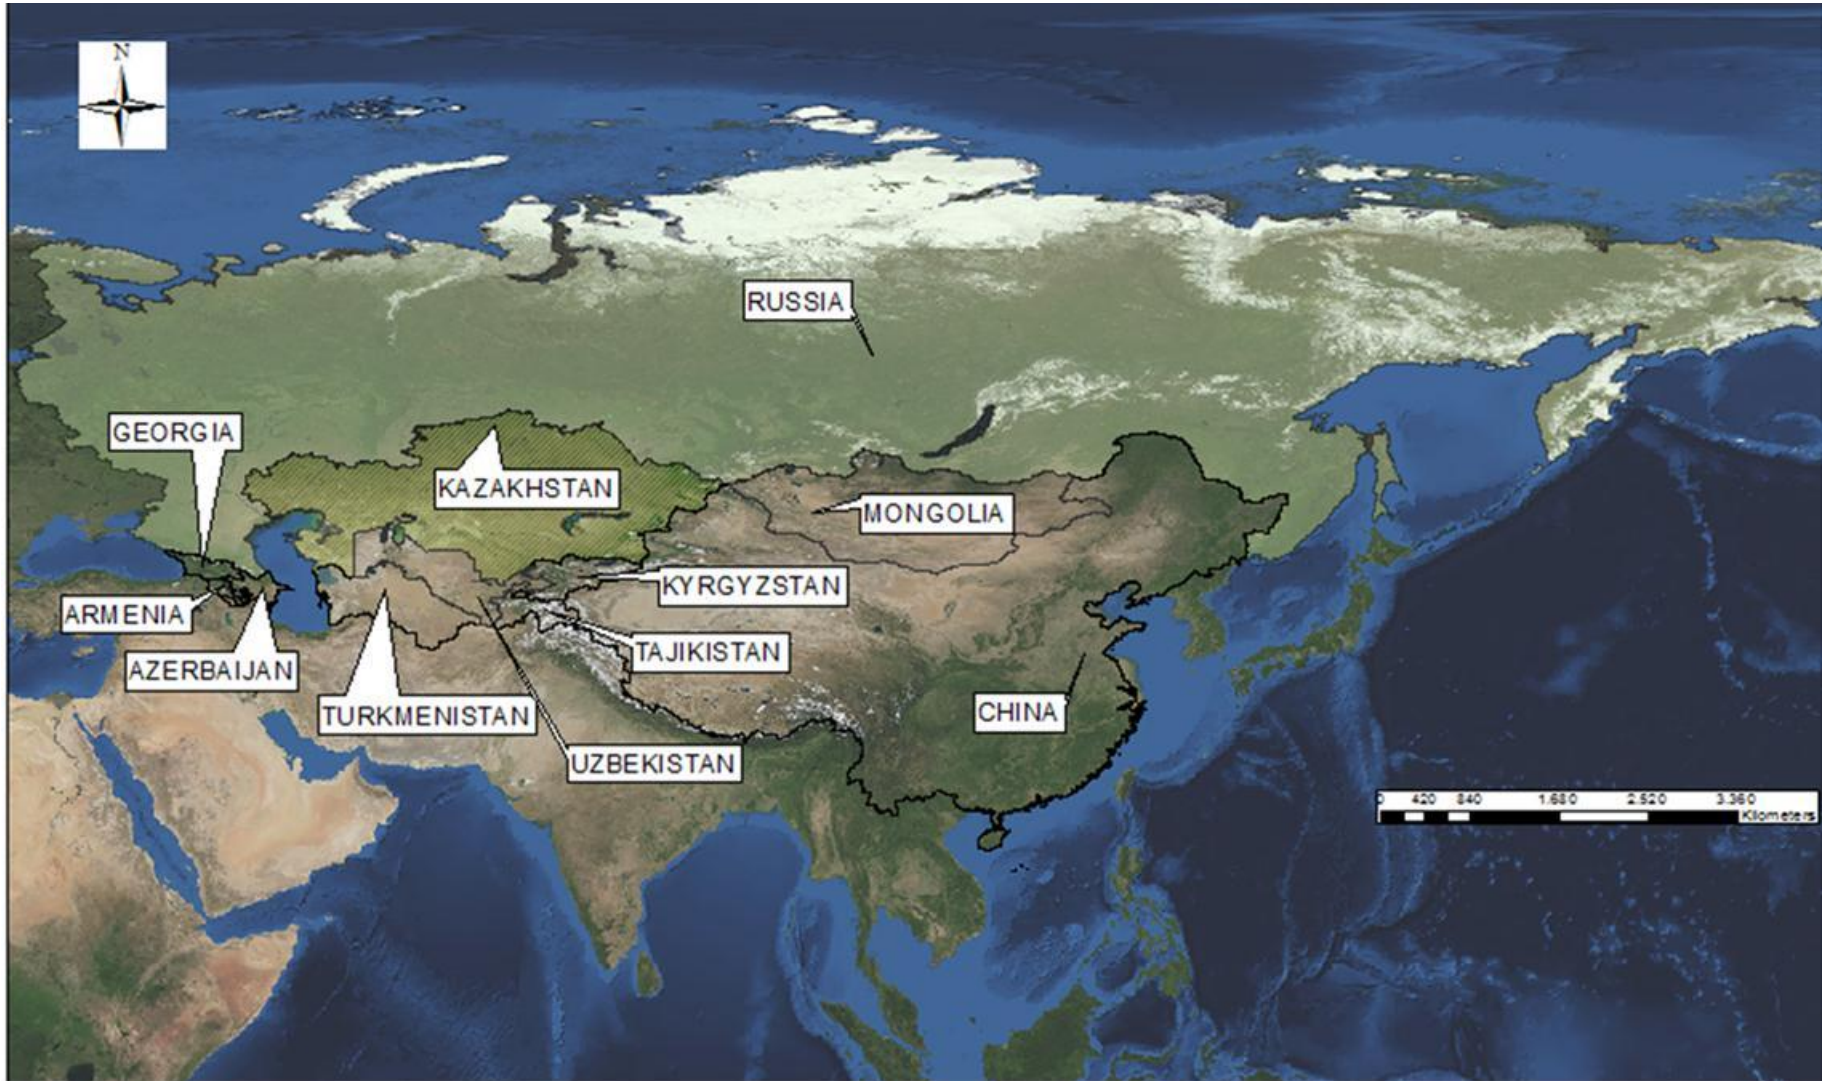 N
RUSSIA
GEORGIA
KAZAKHSTAN
MONGOLIA
KYRGYZSTAN
ARMENIA
TAJIKISTAN
AZERBAIJAN
TURKMENISTAN
CHINA
UZBEKISTAN
0 420 840 1.680 2.520 3.360
Kilometers